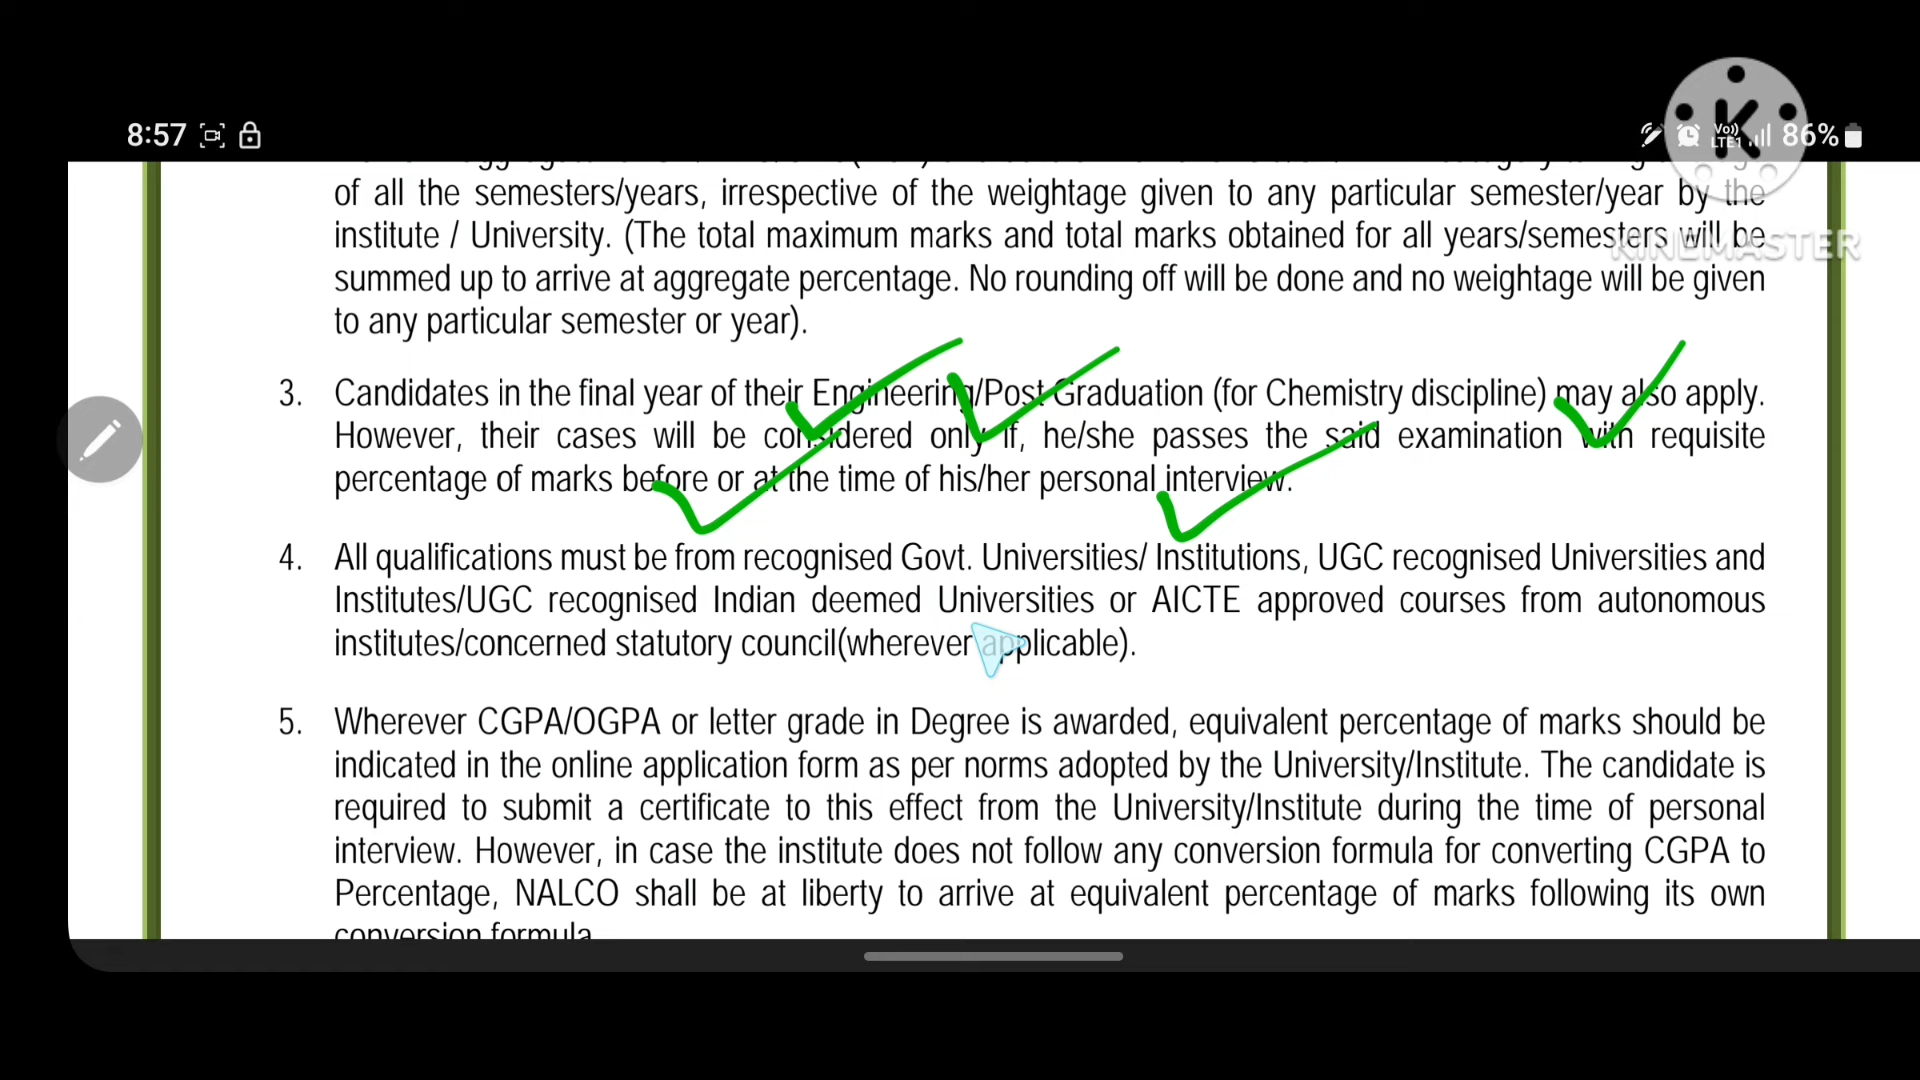 8:57
Vo)) LTE1 86%
K
KINEMASTER
of all the semesters/years, irrespective of the weightage given to any particular semester/year by the
institute / University. (The total maximum marks and total marks obtained for all years/semesters will be
summed up to arrive at aggregate percentage. No rounding off will be done and no weightage will be given
to any particular semester or year).
3. Candidates in the final year of their Engineering/Post Graduation (for Chemistry discipline) may also apply.
However, their cases will be considered only if, he/she passes the said examination with requisite
percentage of marks before or at the time of his/her personal interview.
4. All qualifications must be from recognised Govt. Universities/ Institutions, UGC recognised Universities and
Institutes/UGC recognised Indian deemed Universities or AICTE approved courses from autonomous
institutes/concerned statutory council(wherever applicable).
5. Wherever CGPA/OGPA or letter grade in Degree is awarded, equivalent percentage of marks should be
indicated in the online application form as per norms adopted by the University/Institute. The candidate is
required to submit a certificate to this effect from the University/Institute during the time of personal
interview. However, in case the institute does not follow any conversion formula for converting CGPA to
Percentage, NALCO shall be at liberty to arrive at equivalent percentage of marks following its own
conversion formula.